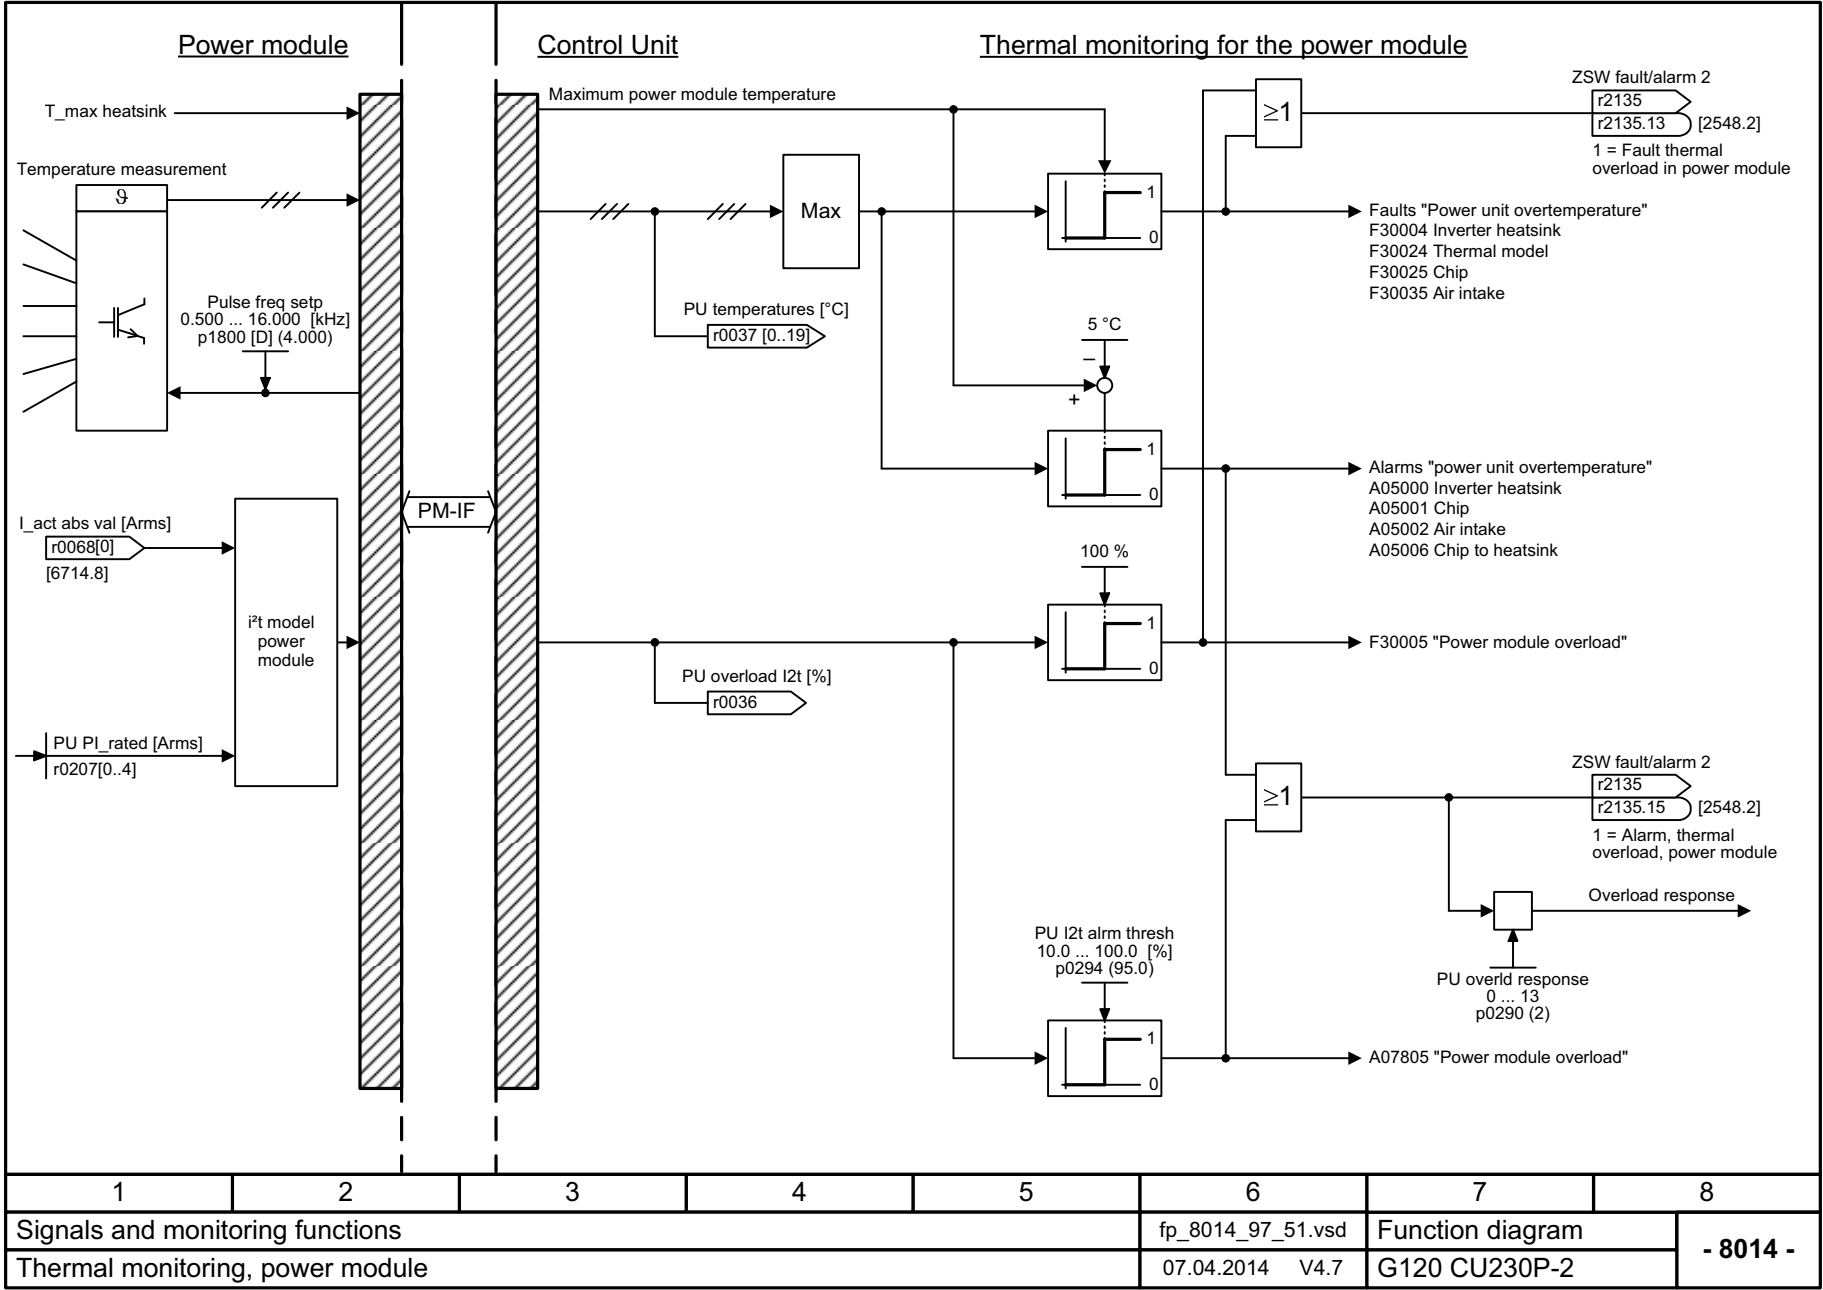 Power module
Control Unit
Thermal monitoring for the power module
T_max heatsink
Temperature measurement
ϑ
Pulse freq setp
0.500 ... 16.000 [kHz]
p1800 [D] (4.000)
I_act abs val [Arms]
r0068[0]
[6714.8]
i²t model
power
module
PU PI_rated [Arms]
r0207[0..4]
PM-IF
Maximum power module temperature
Max
PU temperatures [°C]
r0037 [0..19]
1
0
5 °C
–
+
1
0
100 %
1
0
PU overload I2t [%]
r0036
PU I2t alrm thresh
10.0 ... 100.0 [%]
p0294 (95.0)
1
0
≥1
ZSW fault/alarm 2
r2135
r2135.13
[2548.2]
1 = Fault thermal
overload in power module
Faults "Power unit overtemperature"
F30004 Inverter heatsink
F30024 Thermal model
F30025 Chip
F30035 Air intake
Alarms "power unit overtemperature"
A05000 Inverter heatsink
A05001 Chip
A05002 Air intake
A05006 Chip to heatsink
F30005 "Power module overload"
≥1
ZSW fault/alarm 2
r2135
r2135.15
[2548.2]
1 = Alarm, thermal
overload, power module
Overload response
PU overld response
0 ... 13
p0290 (2)
A07805 "Power module overload"
1 2 3 4 5 6 7 8
Signals and monitoring functions
fp_8014_97_51.vsd
Function diagram
- 8014 -
Thermal monitoring, power module
07.04.2014 V4.7
G120 CU230P-2